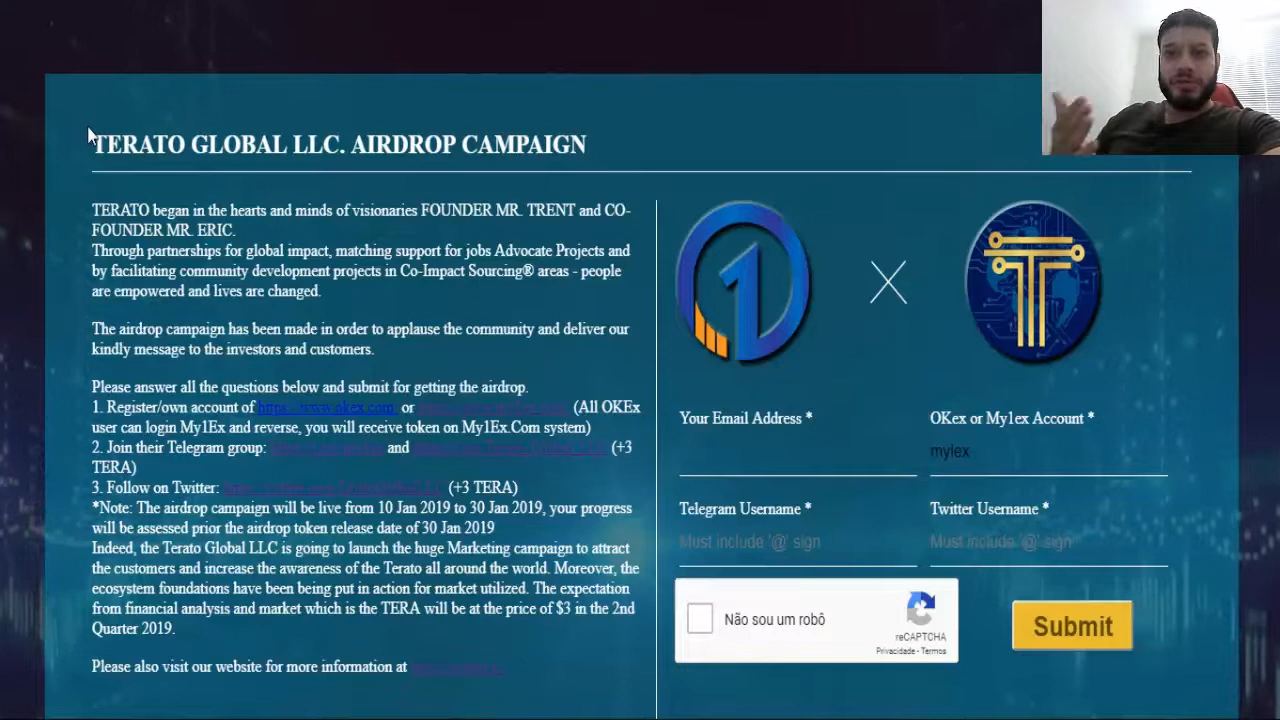 TERATO GLOBAL LLC. AIRDROP CAMPAIGN
TERATO began in the hearts and minds of visionaries FOUNDER MR. TRENT and CO-
FOUNDER MR. ERIC.
Through partnerships for global impact, matching support for jobs Advocate Projects and
by facilitating community development projects in Co-Impact Sourcing® areas - people
are empowered and lives are changed.
The airdrop campaign has been made in order to applause the community and deliver our
kindly message to the investors and customers.
Please answer all the questions below and submit for getting the airdrop.
1. Register/own account of https://www.okex.com or (All OKEx
user can login My1Ex and reverse, you will receive token on My1Ex.Com system)
2. Join their Telegram group: and (+3
TERA)
3. Follow on Twitter: (+3 TERA)
*Note: The airdrop campaign will be live from 10 Jan 2019 to 30 Jan 2019, your progress
will be assessed prior the airdrop token release date of 30 Jan 2019
Indeed, the Terato Global LLC is going to launch the huge Marketing campaign to attract
the customers and increase the awareness of the Terato all around the world. Moreover, the
ecosystem foundations have been being put in action for market utilized. The expectation
from financial analysis and market which is the TERA will be at the price of $3 in the 2nd
Quarter 2019.
Please also visit our website for more information at
Your Email Address *
OKex or My1ex Account *
mylex
Telegram Username *
Twitter Username *
Must include '@' sign
Must include '@' sign
Não sou um robô
reCAPTCHA
Privacidade - Termos
Submit